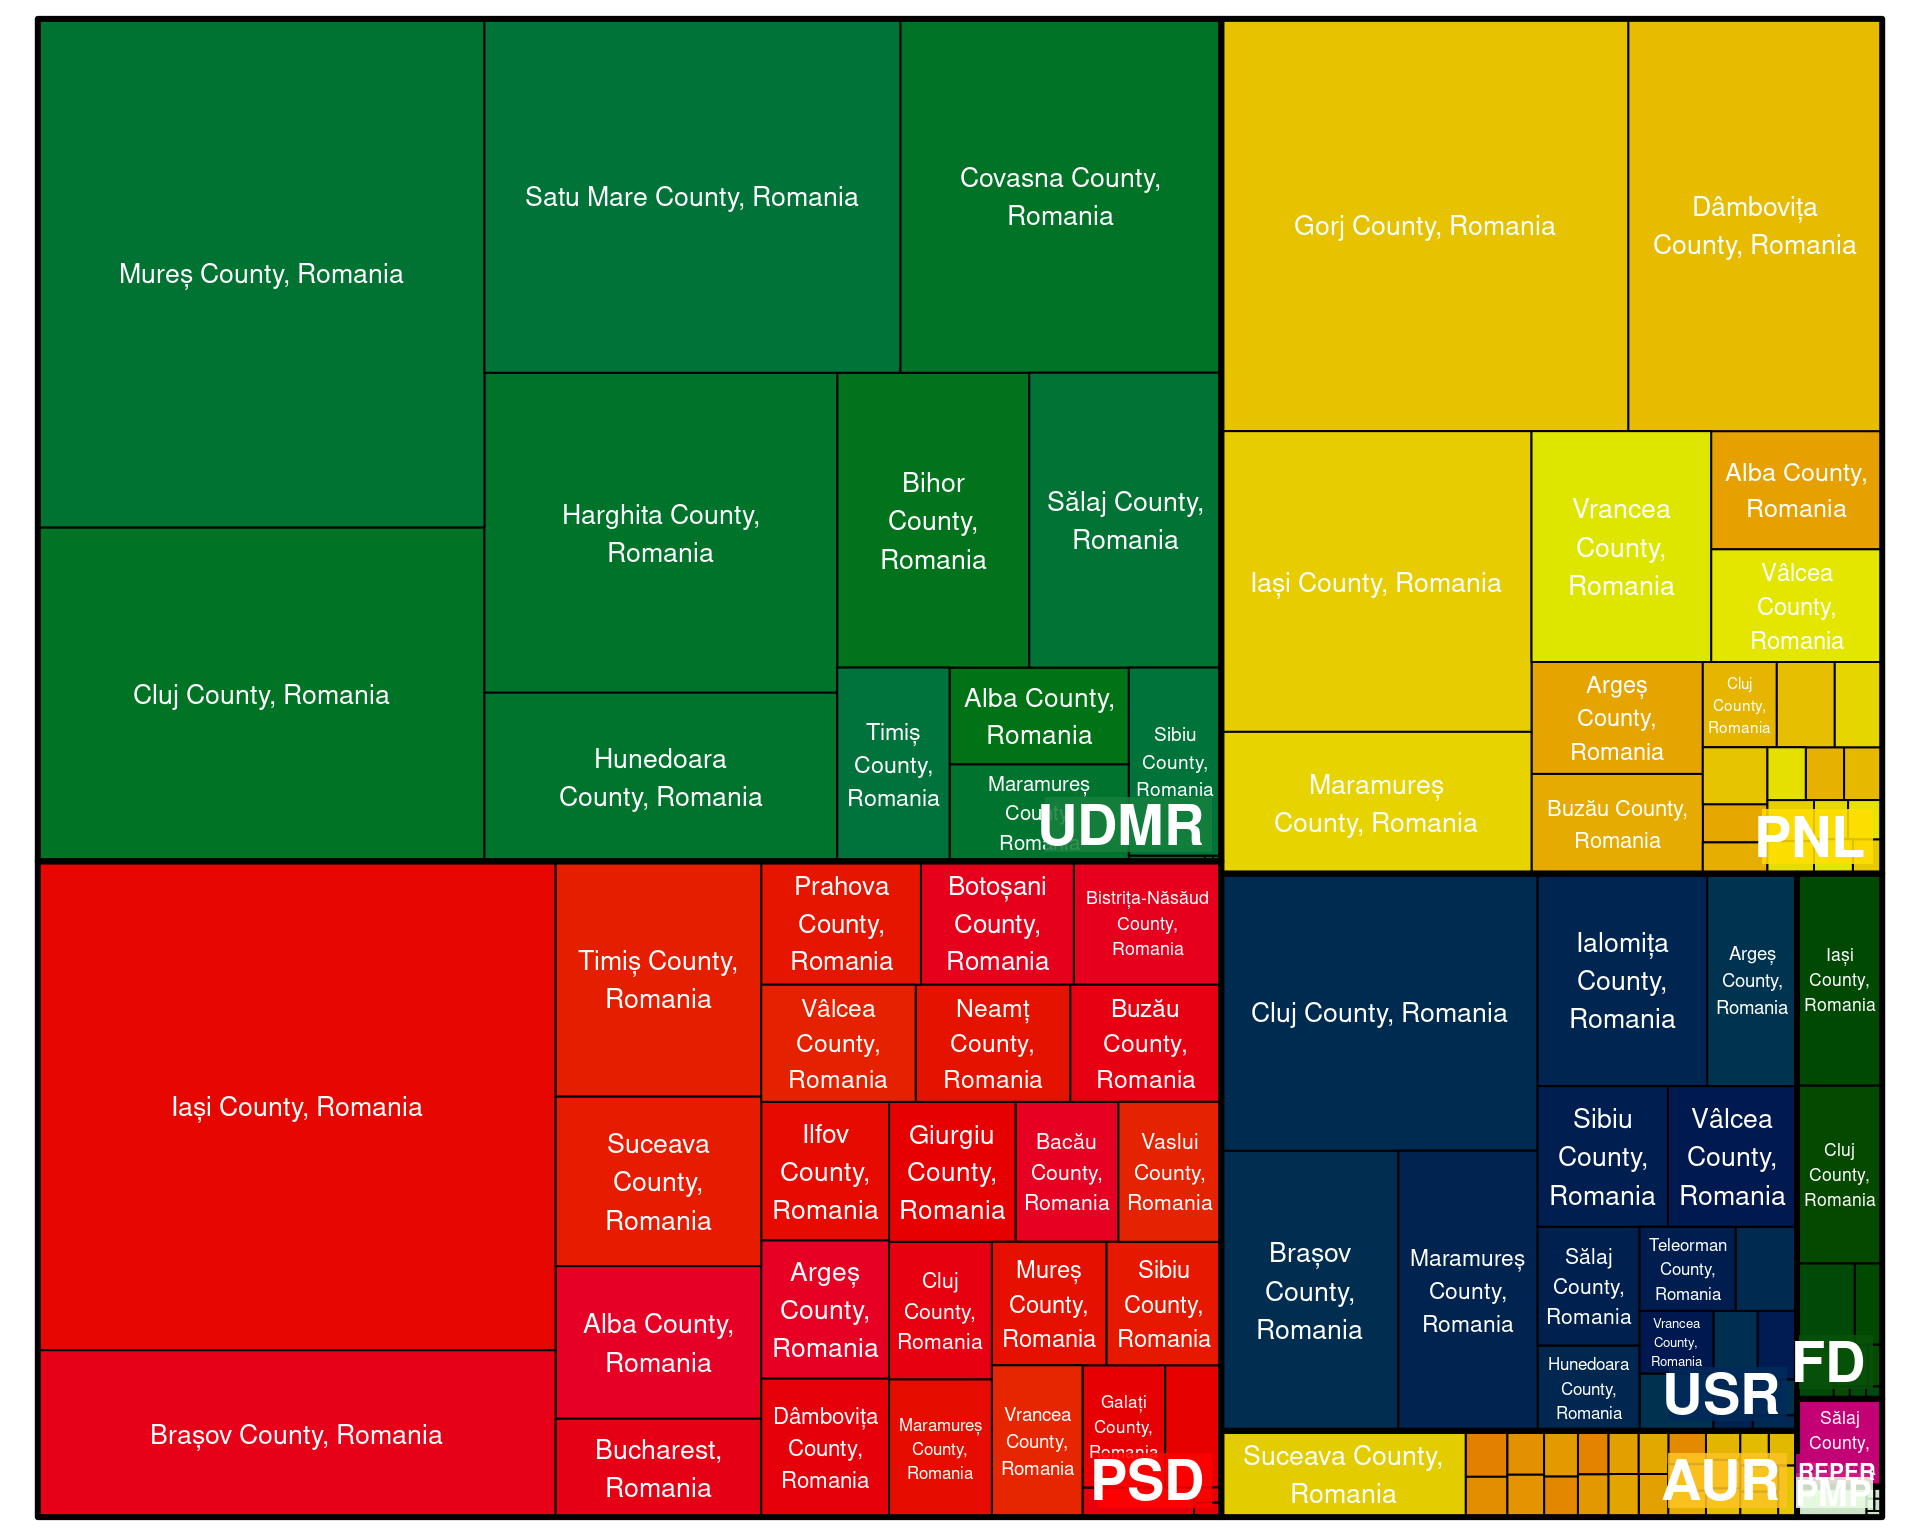 Mureș County, Romania
Satu Mare County, Romania
Covasna County,
Romania
Cluj County, Romania
Harghita County,
Romania
Hunedoara
County, Romania
Bihor
County,
Romania
Sălaj County,
Romania
Timiș
County,
Romania
Alba County,
Romania
Maramureș
County,
Romania
Sibiu
County,
Romania
UDMR
Gorj County, Romania
Dâmbovița
County, Romania
Iași County, Romania
Maramureș
County, Romania
Vrancea
County,
Romania
Alba County,
Romania
Vâlcea
County,
Romania
Argeș
County,
Romania
Buzău County,
Romania
Cluj
County,
Romania
PNL
Iași County, Romania
Brașov County, Romania
Timiș County,
Romania
Suceava
County,
Romania
Alba County,
Romania
Bucharest,
Romania
Prahova
County,
Romania
Botoșani
County,
Romania
Bistrița-Năsăud
County,
Romania
Vâlcea
County,
Romania
Neamț
County,
Romania
Buzău
County,
Romania
Ilfov
County,
Romania
Giurgiu
County,
Romania
Bacău
County,
Romania
Vaslui
County,
Romania
Argeș
County,
Romania
Cluj
County,
Romania
Mureș
County,
Romania
Sibiu
County,
Romania
Dâmbovița
County,
Romania
Maramureș
County,
Romania
Vrancea
County,
Romania
Galați
County,
Romania
PSD
Cluj County, Romania
Brașov
County,
Romania
Maramureș
County,
Romania
Ialomița
County,
Romania
Argeș
County,
Romania
Sibiu
County,
Romania
Vâlcea
County,
Romania
Sălaj
County,
Romania
Hunedoara
County,
Romania
Teleorman
County,
Romania
Vrancea
County,
Romania
USR
Iași
County,
Romania
Cluj
County,
Romania
FD
Suceava County,
Romania
AUR
Sălaj
County,
REPER
PMP